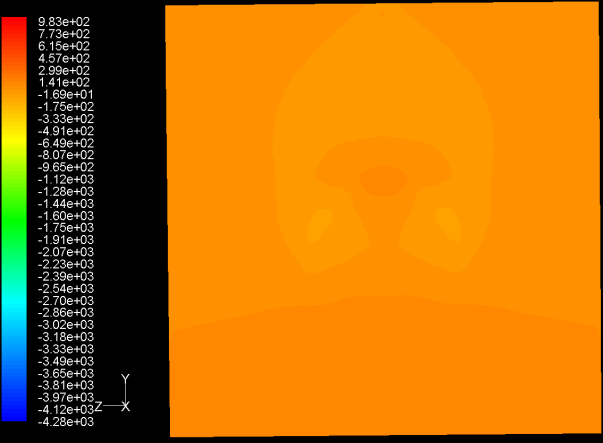 9.83e+02
7.73e+02
6.15e+02
4.57e+02
2.99e+02
1.41e+02
-1.69e+01
-1.75e+02
-3.33e+02
-4.91e+02
-6.49e+02
-8.07e+02
-9.65e+02
-1.12e+03
-1.28e+03
-1.44e+03
-1.60e+03
-1.75e+03
-1.91e+03
-2.07e+03
-2.23e+03
-2.39e+03
-2.54e+03
-2.70e+03
-2.86e+03
-3.02e+03
-3.18e+03
-3.33e+03
-3.49e+03
-3.65e+03
-3.81e+03
-3.97e+03
-4.12e+03
-4.28e+03
Y
Z X